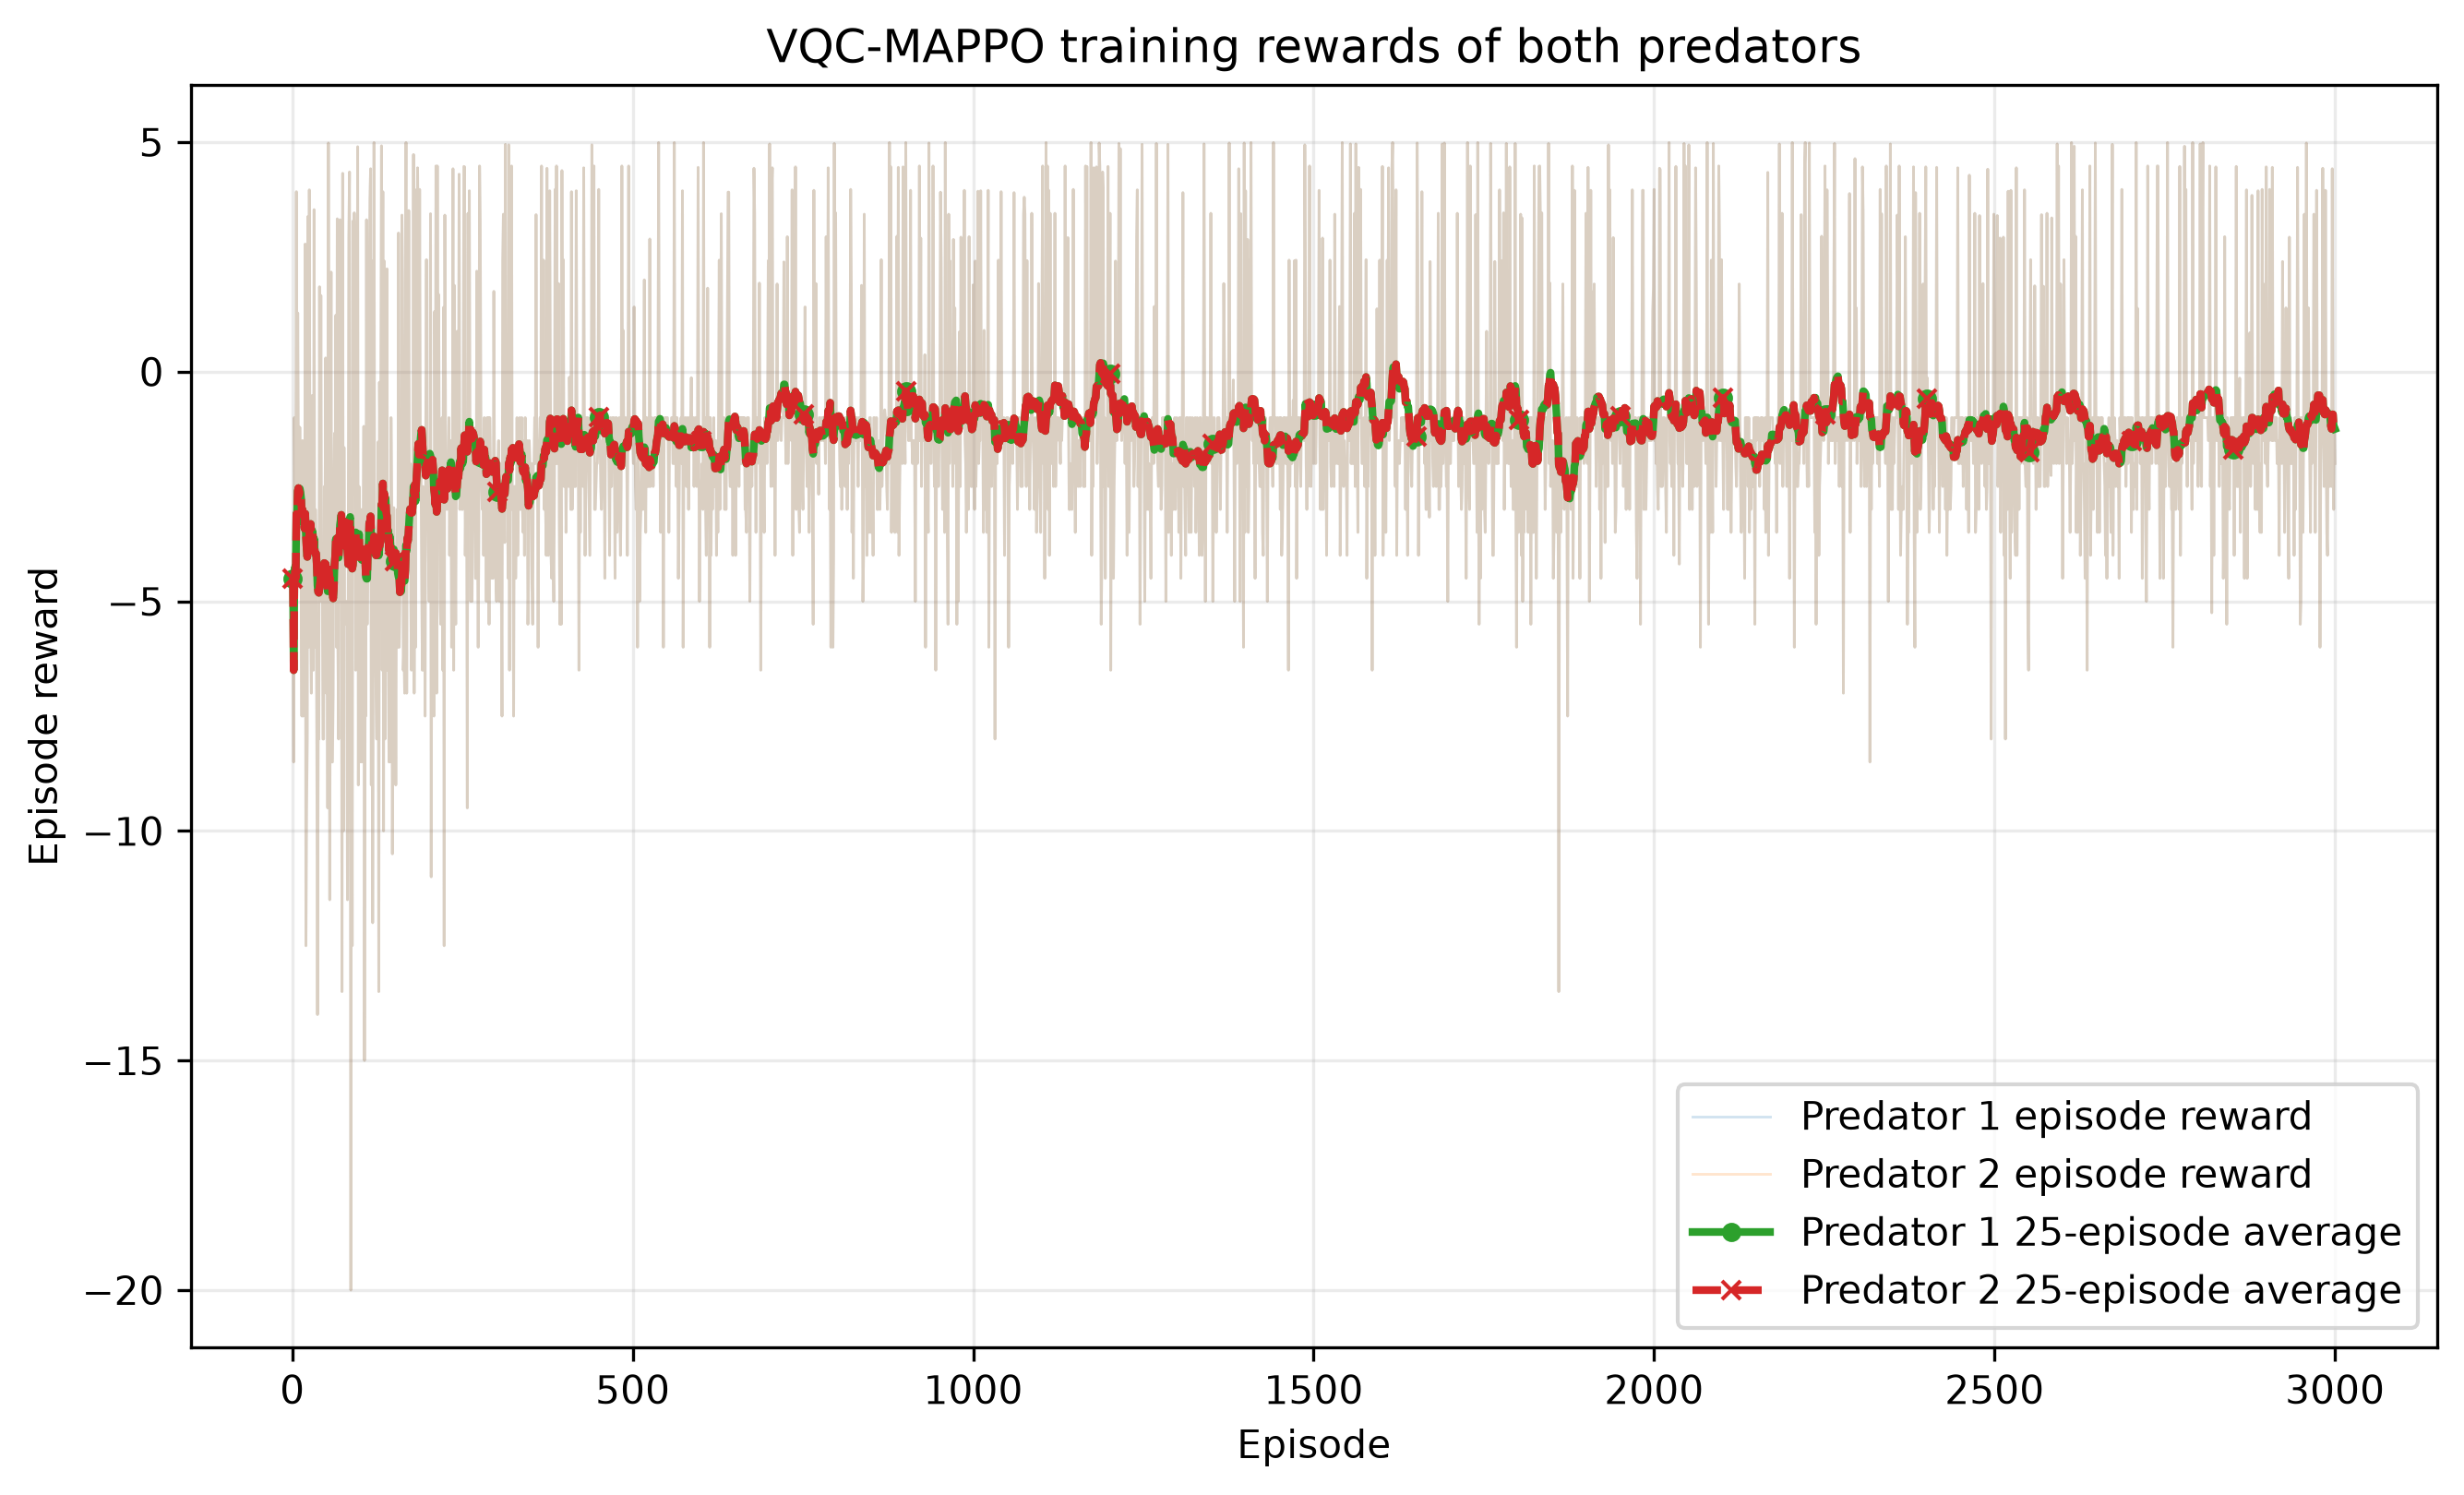 VQC-MAPPO training rewards of both predators
Episode reward
5
0
−5
−10
−15
−20
Predator 1 episode reward
Predator 2 episode reward
Predator 1 25-episode average
Predator 2 25-episode average
0 500 1000 1500 2000 2500 3000
Episode